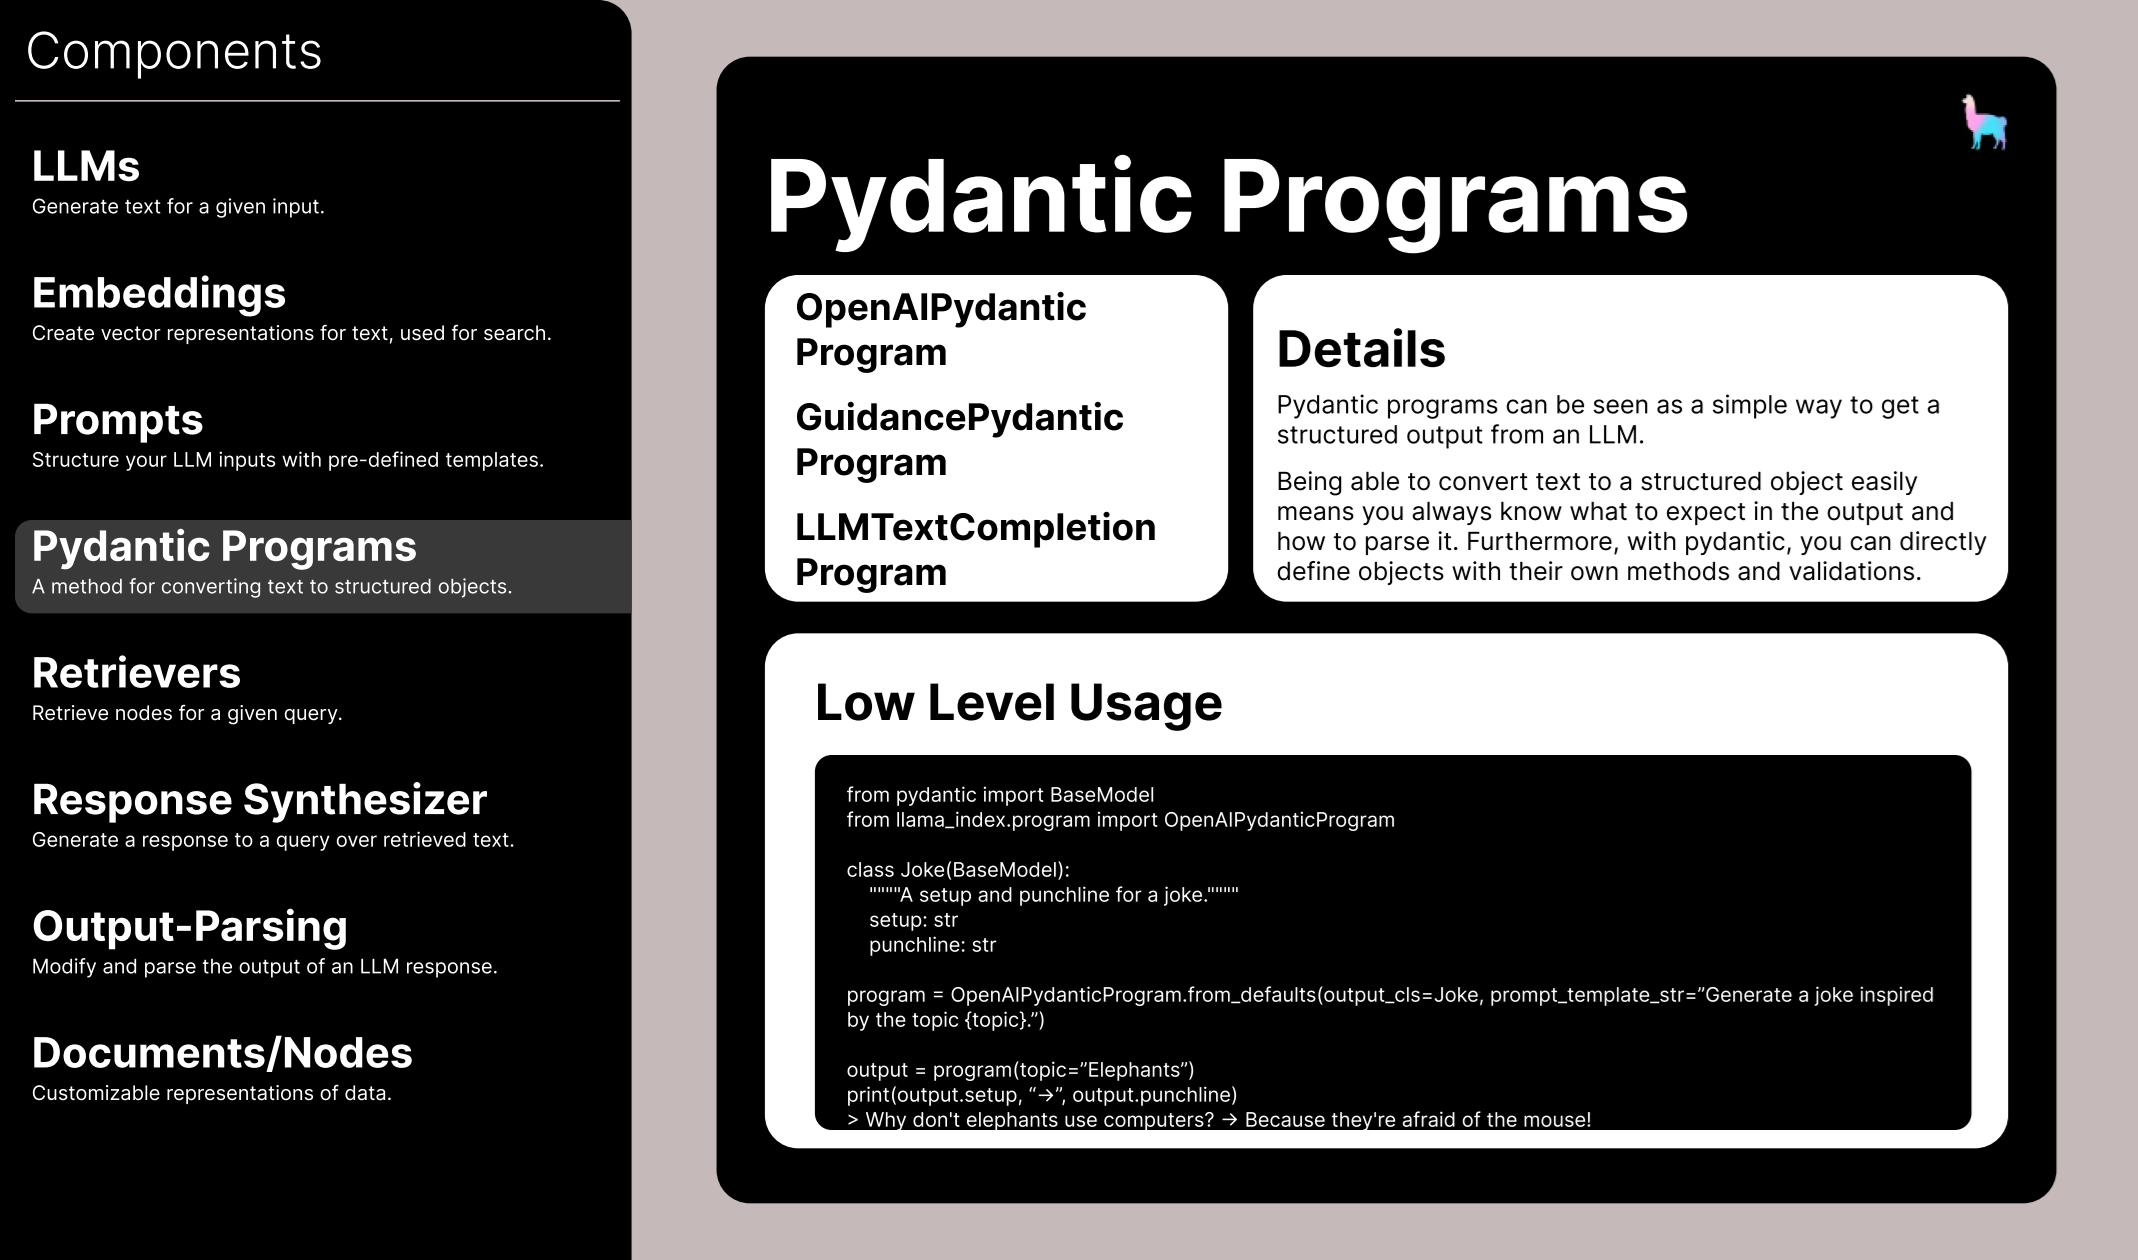 Components
LLMs
Generate text for a given input.
Embeddings
Create vector representations for text, used for search.
Prompts
Structure your LLM inputs with pre-defined templates.
Pydantic Programs
A method for converting text to structured objects.
Retrievers
Retrieve nodes for a given query.
Response Synthesizer
Generate a response to a query over retrieved text.
Output-Parsing
Modify and parse the output of an LLM response.
Documents/Nodes
Customizable representations of data.
Pydantic Programs
OpenAIPydantic
Program
GuidancePydantic
Program
LLMTextCompletion
Program
Details
Pydantic programs can be seen as a simple way to get a
structured output from an LLM.
Being able to convert text to a structured object easily
means you always know what to expect in the output and
how to parse it. Furthermore, with pydantic, you can directly
define objects with their own methods and validations.
Low Level Usage
from pydantic import BaseModel
from llama_index.program import OpenAIPydanticProgram
class Joke(BaseModel):
    """"A setup and punchline for a joke.""""
    setup: str
    punchline: str
program = OpenAIPydanticProgram.from_defaults(output_cls=Joke, prompt_template_str=”Generate a joke inspired
by the topic {topic}.”)
output = program(topic=”Elephants”)
print(output.setup, “→”, output.punchline)
> Why don't elephants use computers? → Because they're afraid of the mouse!